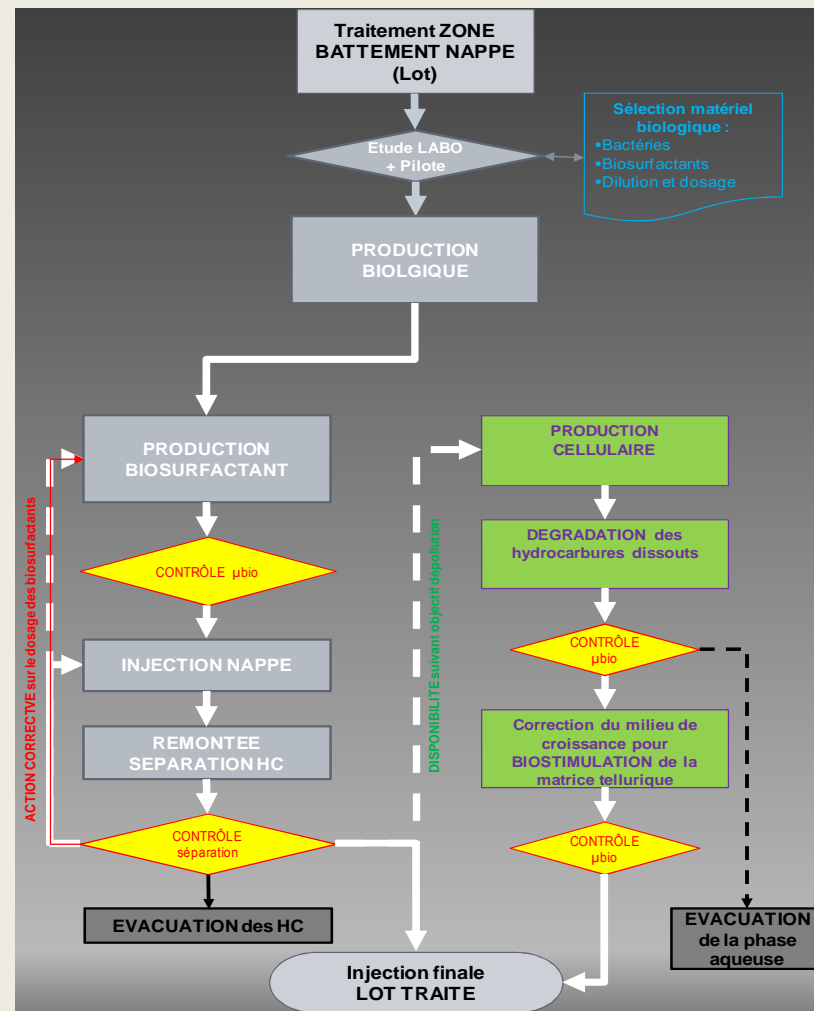 Traitement ZONE
BATTEMENT NAPPE
(Lot)
Sélection matériel
biologique :
•Bactéries
•Biosurfactants
•Dilution et dosage
Etude LABO
+ Pilote
PRODUCTION
BIOLGIQUE
PRODUCTION
BIOSURFACTANT
CONTRÔLE µbio
INJECTION NAPPE
REMONTEE
SEPARATION HC
CONTRÔLE
séparation
EVACUATION des HC
ACTION CORRECTVE sur le dosage des biosurfactants
DISPONIBILITE suivant objectif dépollution
PRODUCTION
CELLULAIRE
DEGRADATION des
hydrocarbures dissouts
CONTRÔLE
µbio
Correction du milieu de
croissance pour
BIOSTIMULATION de la
matrice tellurique
CONTRÔLE
µbio
EVACUATION
de la phase
aqueuse
Injection finale
LOT TRAITE